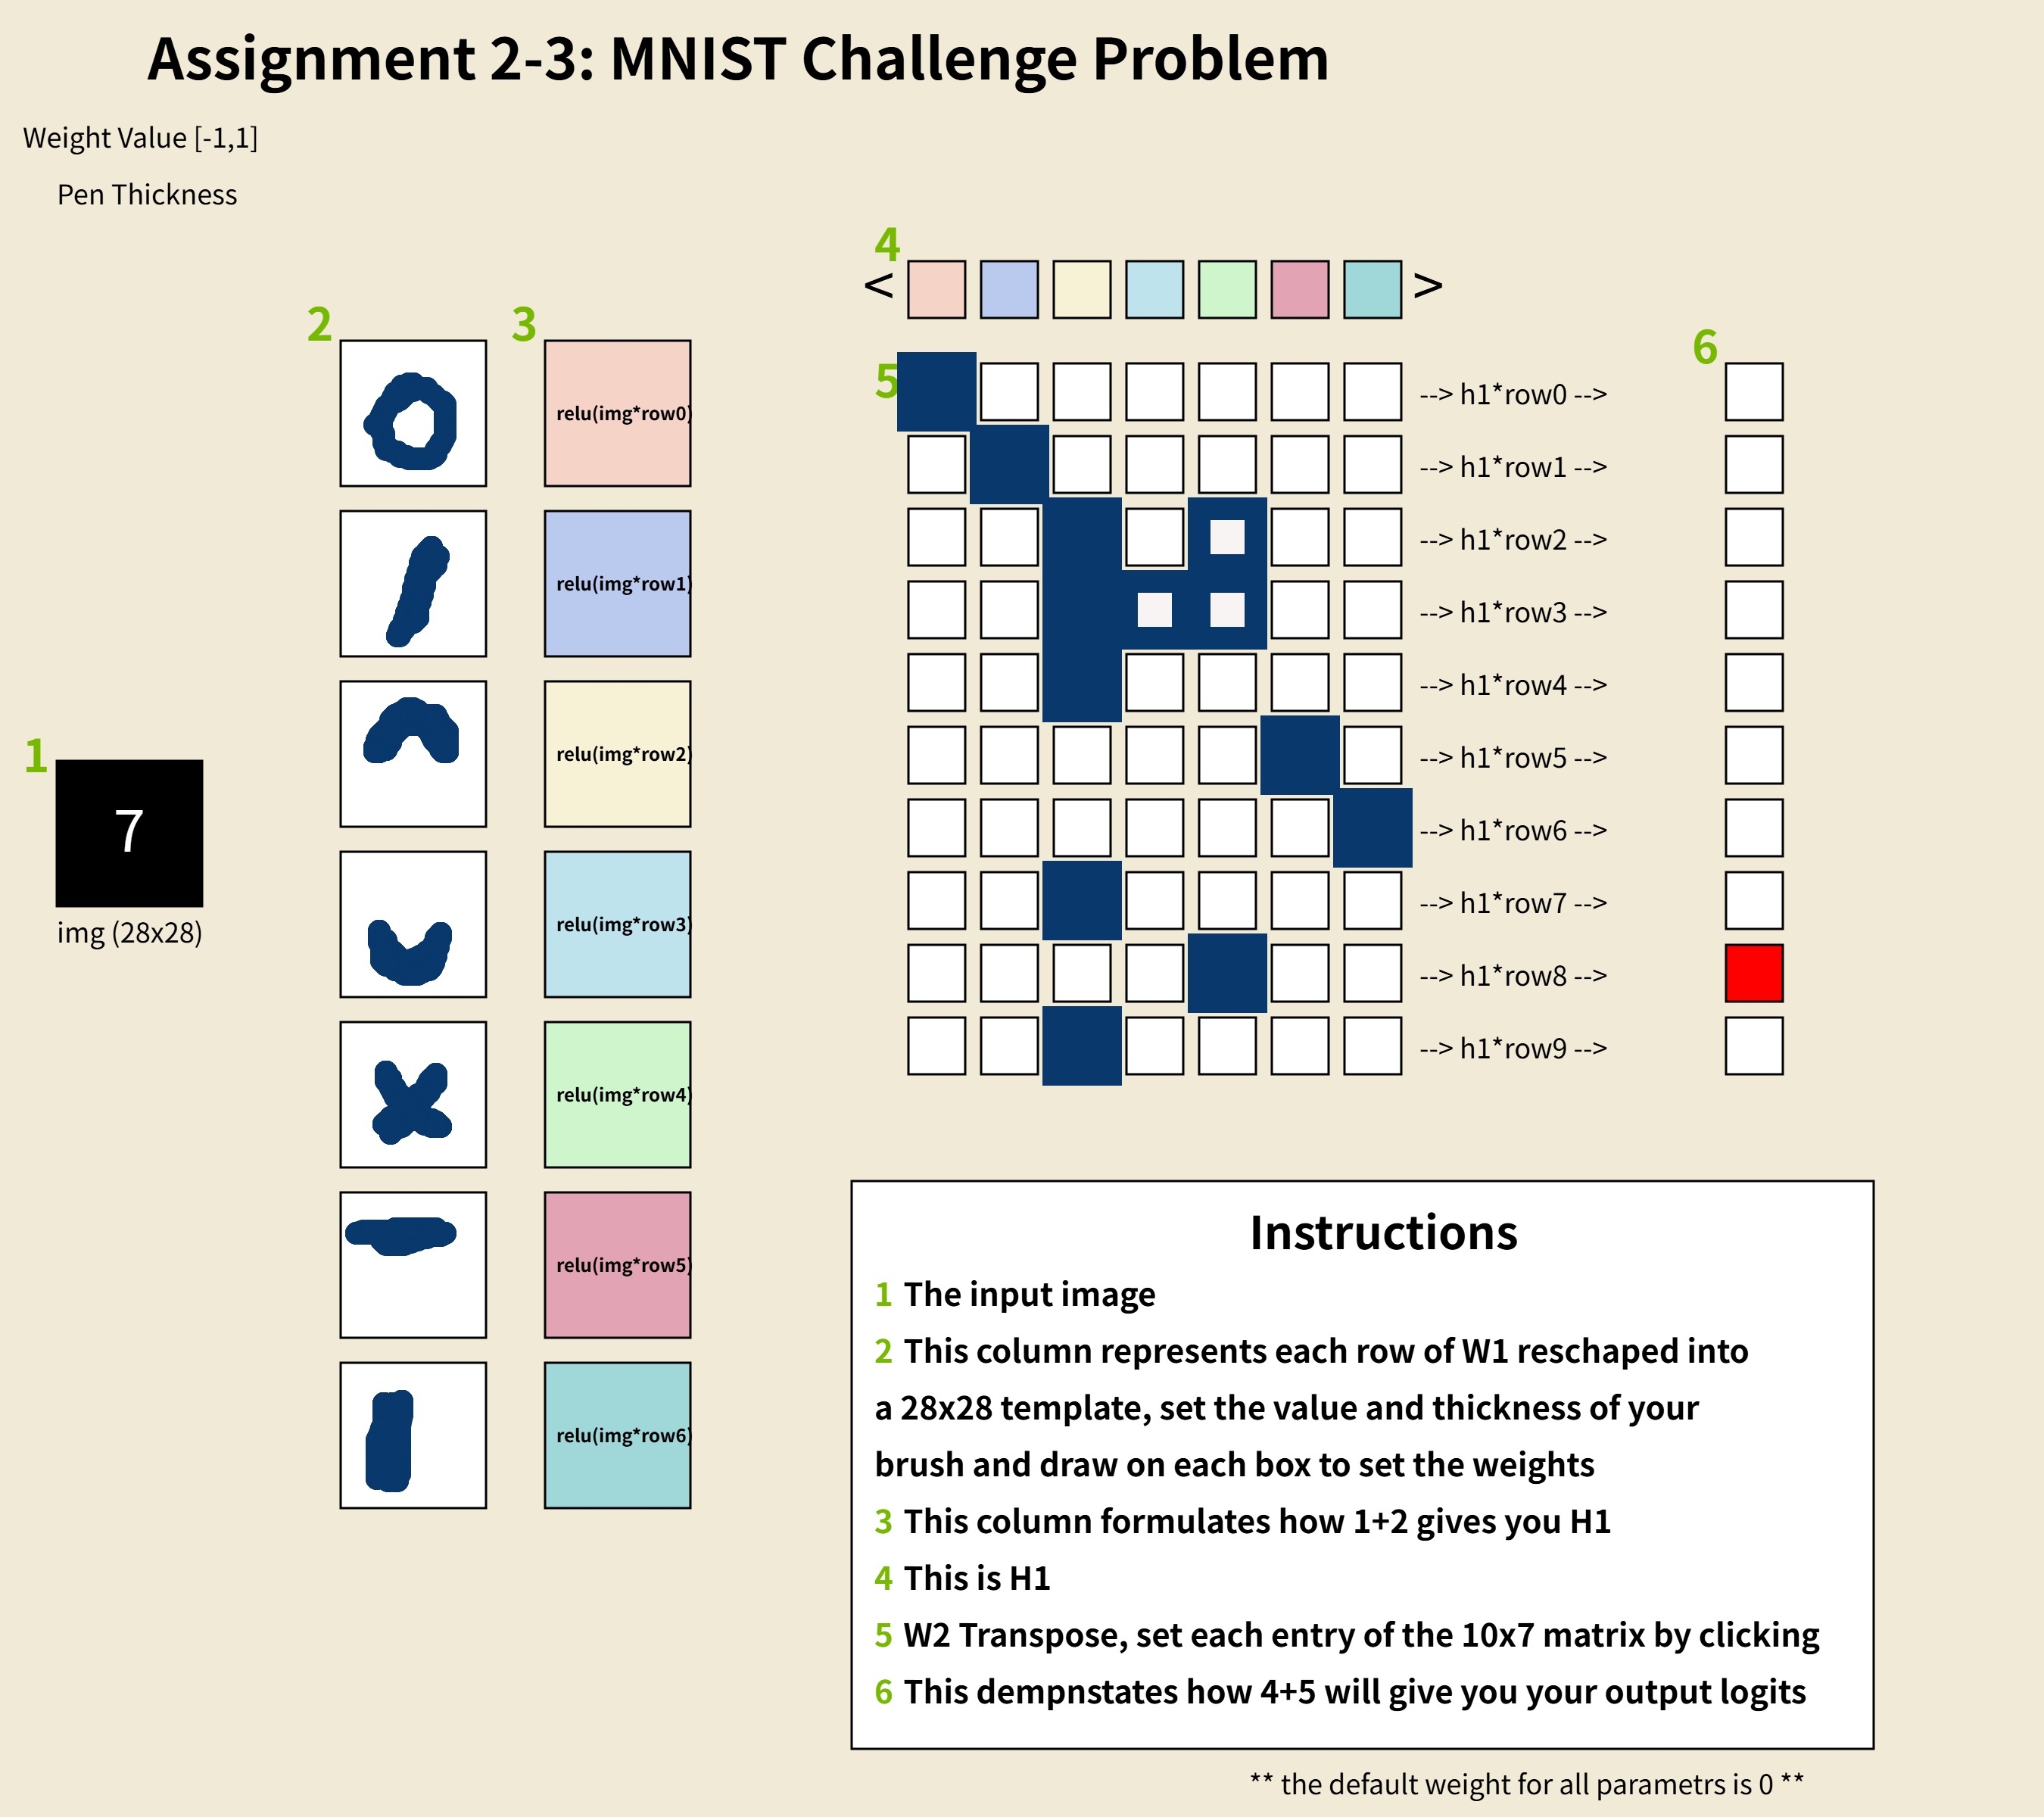 Assignment 2-3: MNIST Challenge Problem
Weight Value [-1,1]
Pen Thickness
4
< >
2 3
6
5
relu(img*row0)
relu(img*row1)
relu(img*row2)
relu(img*row3)
relu(img*row4)
relu(img*row5)
relu(img*row6)
1
7
img (28x28)
--> h1*row0 -->
--> h1*row1 -->
--> h1*row2 -->
--> h1*row3 -->
--> h1*row4 -->
--> h1*row5 -->
--> h1*row6 -->
--> h1*row7 -->
--> h1*row8 -->
--> h1*row9 -->
Instructions
1 The input image
2 This column represents each row of W1 reschaped into
a 28x28 template, set the value and thickness of your
brush and draw on each box to set the weights
3 This column formulates how 1+2 gives you H1
4 This is H1
5 W2 Transpose, set each entry of the 10x7 matrix by clicking
6 This dempnstates how 4+5 will give you your output logits
** the default weight for all parametrs is 0 **